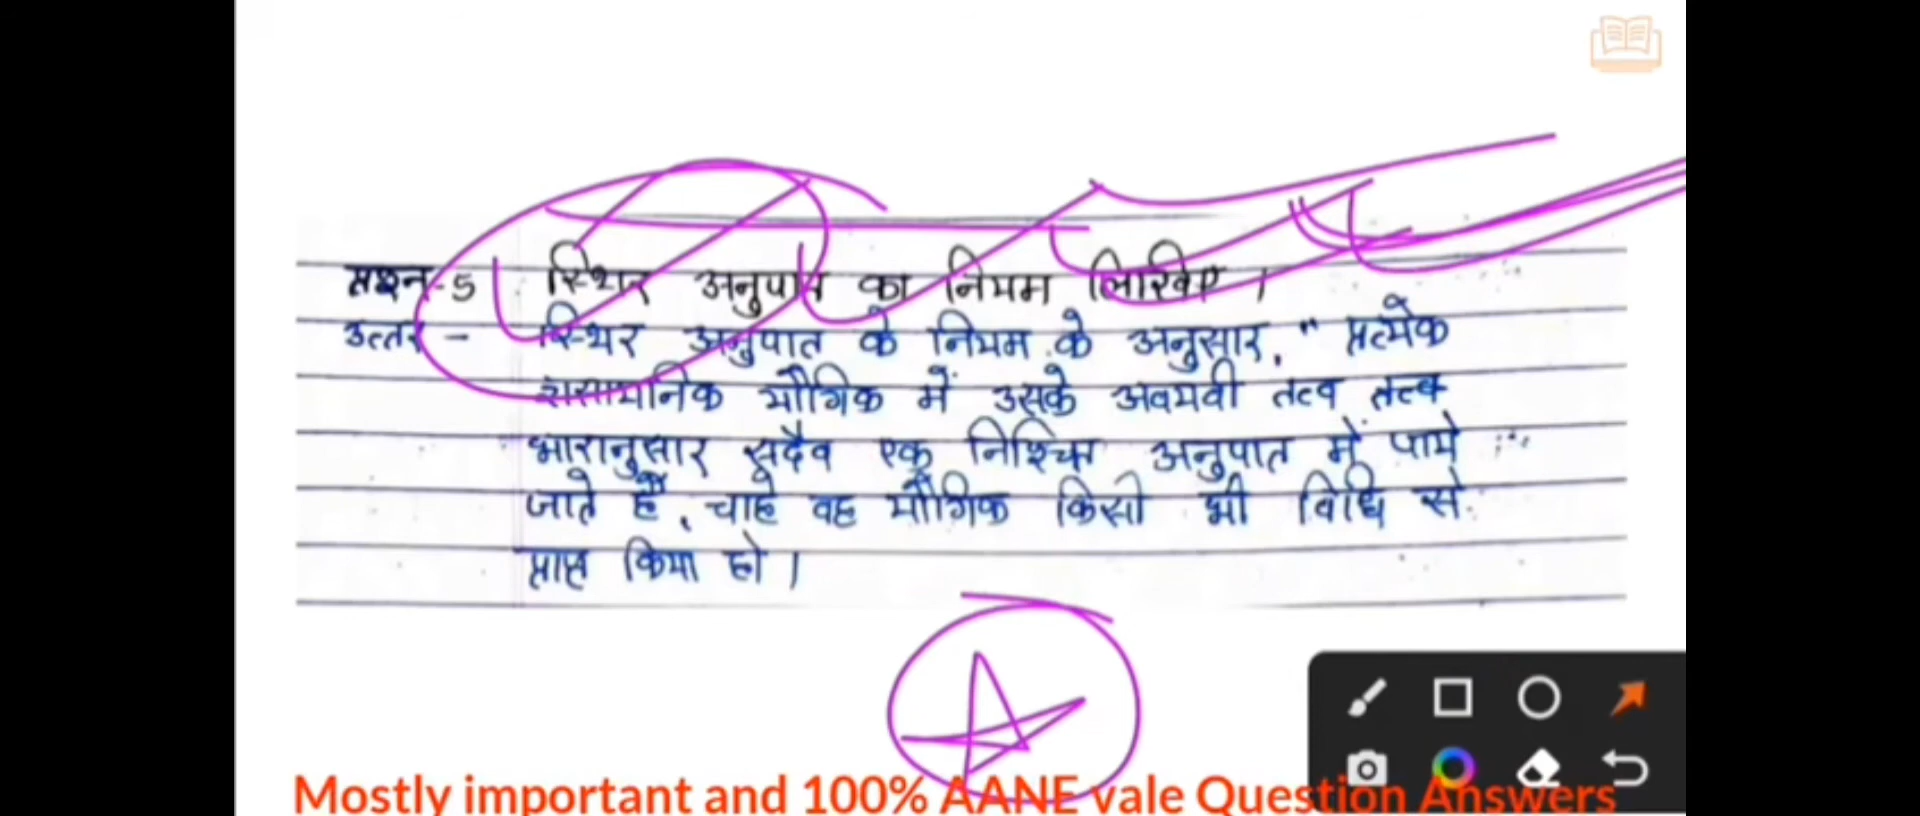 प्रश्न-5 स्थिर अनुपात का नियम लिखिए ।
उत्तर - स्थिर अनुपात के नियम के अनुसार, " प्रत्येक
रासायनिक यौगिक में उसके अवयवी तत्व तत्व
भारानुसार सदैव एक निश्चित अनुपात में पाये
जाते हैं, चाहे वह यौगिक किसी भी विधि से
प्राप्त किया हो ।
Mostly important and 100% AANE vale Question Answers